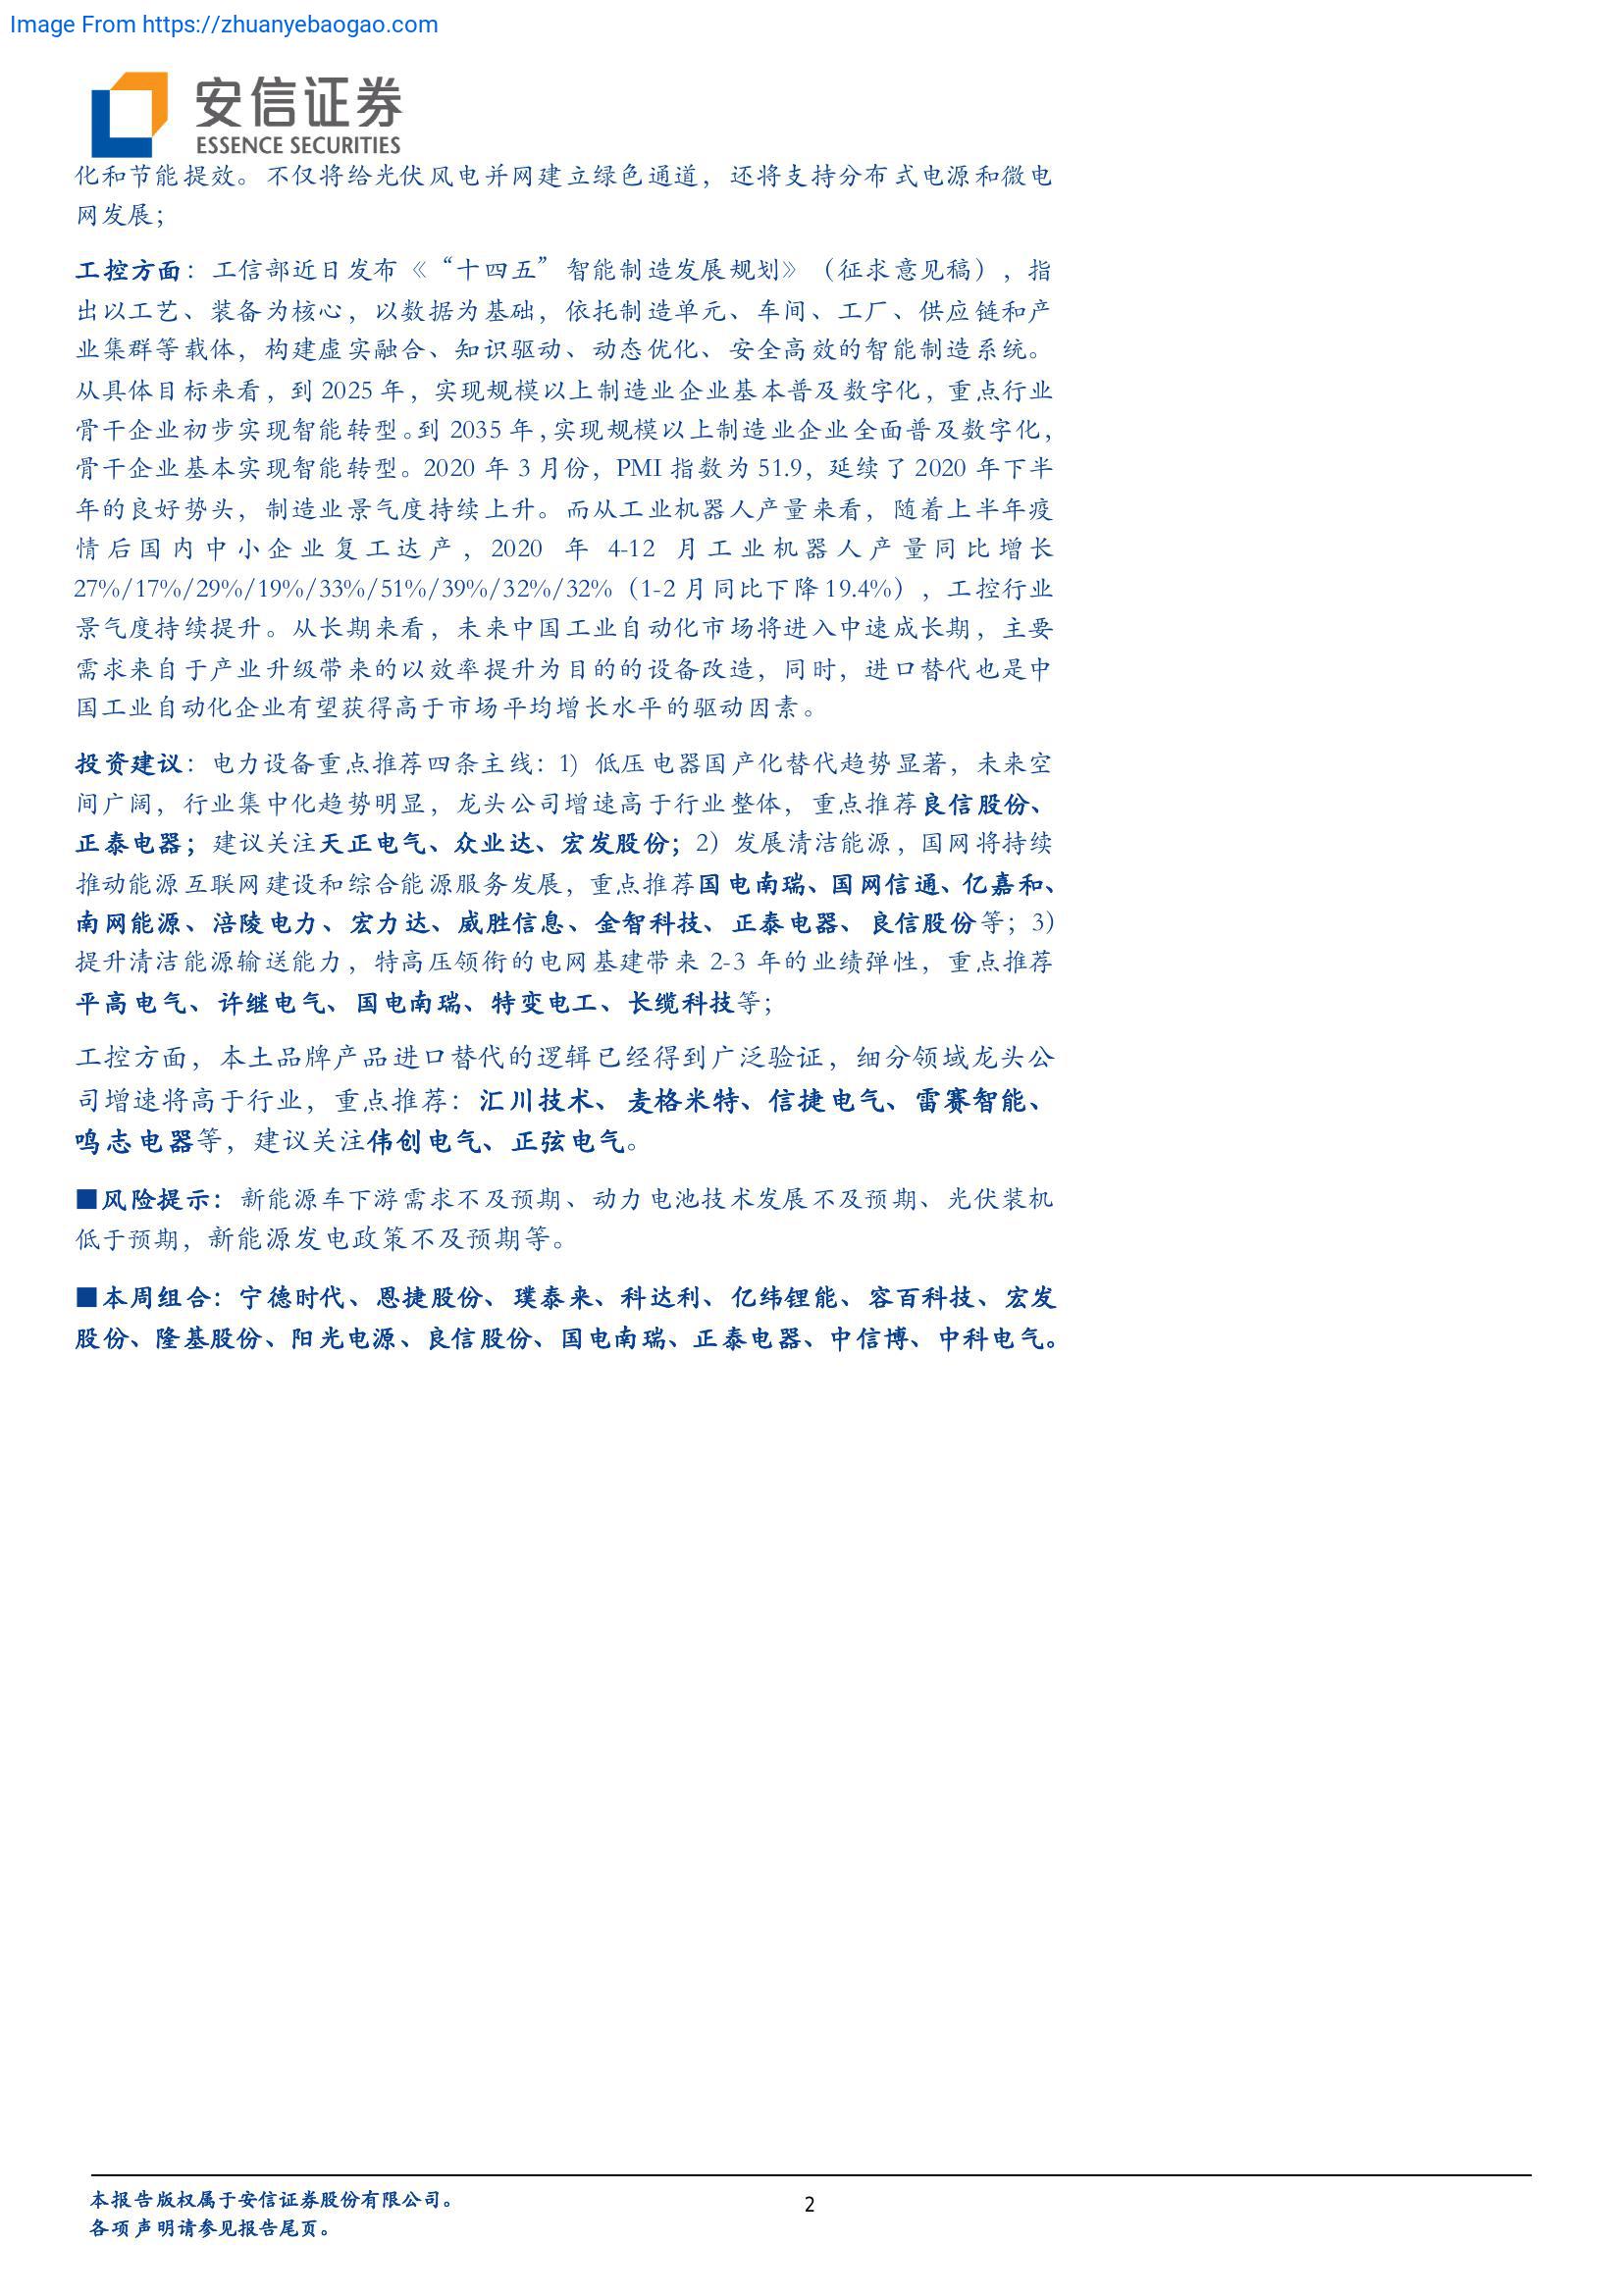 Image From https://zhuanyebaogao.com
安信证券
ESSENCE SECURITIES
化和节能提效。不仅将给光伏风电并网建立绿色通道，还将支持分布式电源和微电
网发展；
工控方面：工信部近日发布《“十四五”智能制造发展规划》（征求意见稿），指
出以工艺、装备为核心，以数据为基础，依托制造单元、车间、工厂、供应链和产
业集群等载体，构建虚实融合、知识驱动、动态优化、安全高效的智能制造系统。
从具体目标来看，到 2025 年，实现规模以上制造业企业基本普及数字化，重点行业
骨干企业初步实现智能转型。到 2035 年，实现规模以上制造业企业全面普及数字化，
骨干企业基本实现智能转型。2020 年 3 月份，PMI 指数为 51.9，延续了 2020 年下半
年的良好势头，制造业景气度持续上升。而从工业机器人产量来看，随着上半年疫
情后国内中小企业复工达产，2020 年 4-12 月工业机器人产量同比增长
27%/17%/29%/19%/33%/51%/39%/32%/32%（1-2 月同比下降 19.4%），工控行业
景气度持续提升。从长期来看，未来中国工业自动化市场将进入中速成长期，主要
需求来自于产业升级带来的以效率提升为目的的设备改造，同时，进口替代也是中
国工业自动化企业有望获得高于市场平均增长水平的驱动因素。
投资建议：电力设备重点推荐四条主线：1）低压电器国产化替代趋势显著，未来空
间广阔，行业集中化趋势明显，龙头公司增速高于行业整体，重点推荐良信股份、
正泰电器；建议关注天正电气、众业达、宏发股份；2）发展清洁能源，国网将持续
推动能源互联网建设和综合能源服务发展，重点推荐国电南瑞、国网信通、亿嘉和、
南网能源、涪陵电力、宏力达、威胜信息、金智科技、正泰电器、良信股份等；3）
提升清洁能源输送能力，特高压领衔的电网基建带来 2-3 年的业绩弹性，重点推荐
平高电气、许继电气、国电南瑞、特变电工、长缆科技等；
工控方面，本土品牌产品进口替代的逻辑已经得到广泛验证，细分领域龙头公
司增速将高于行业，重点推荐：汇川技术、麦格米特、信捷电气、雷赛智能、
鸣志电器等，建议关注伟创电气、正弦电气。
■风险提示：新能源车下游需求不及预期、动力电池技术发展不及预期、光伏装机
低于预期，新能源发电政策不及预期等。
■本周组合：宁德时代、恩捷股份、璞泰来、科达利、亿纬锂能、容百科技、宏发
股份、隆基股份、阳光电源、良信股份、国电南瑞、正泰电器、中信博、中科电气。
本报告版权属于安信证券股份有限公司。
2
各项声明请参见报告尾页。